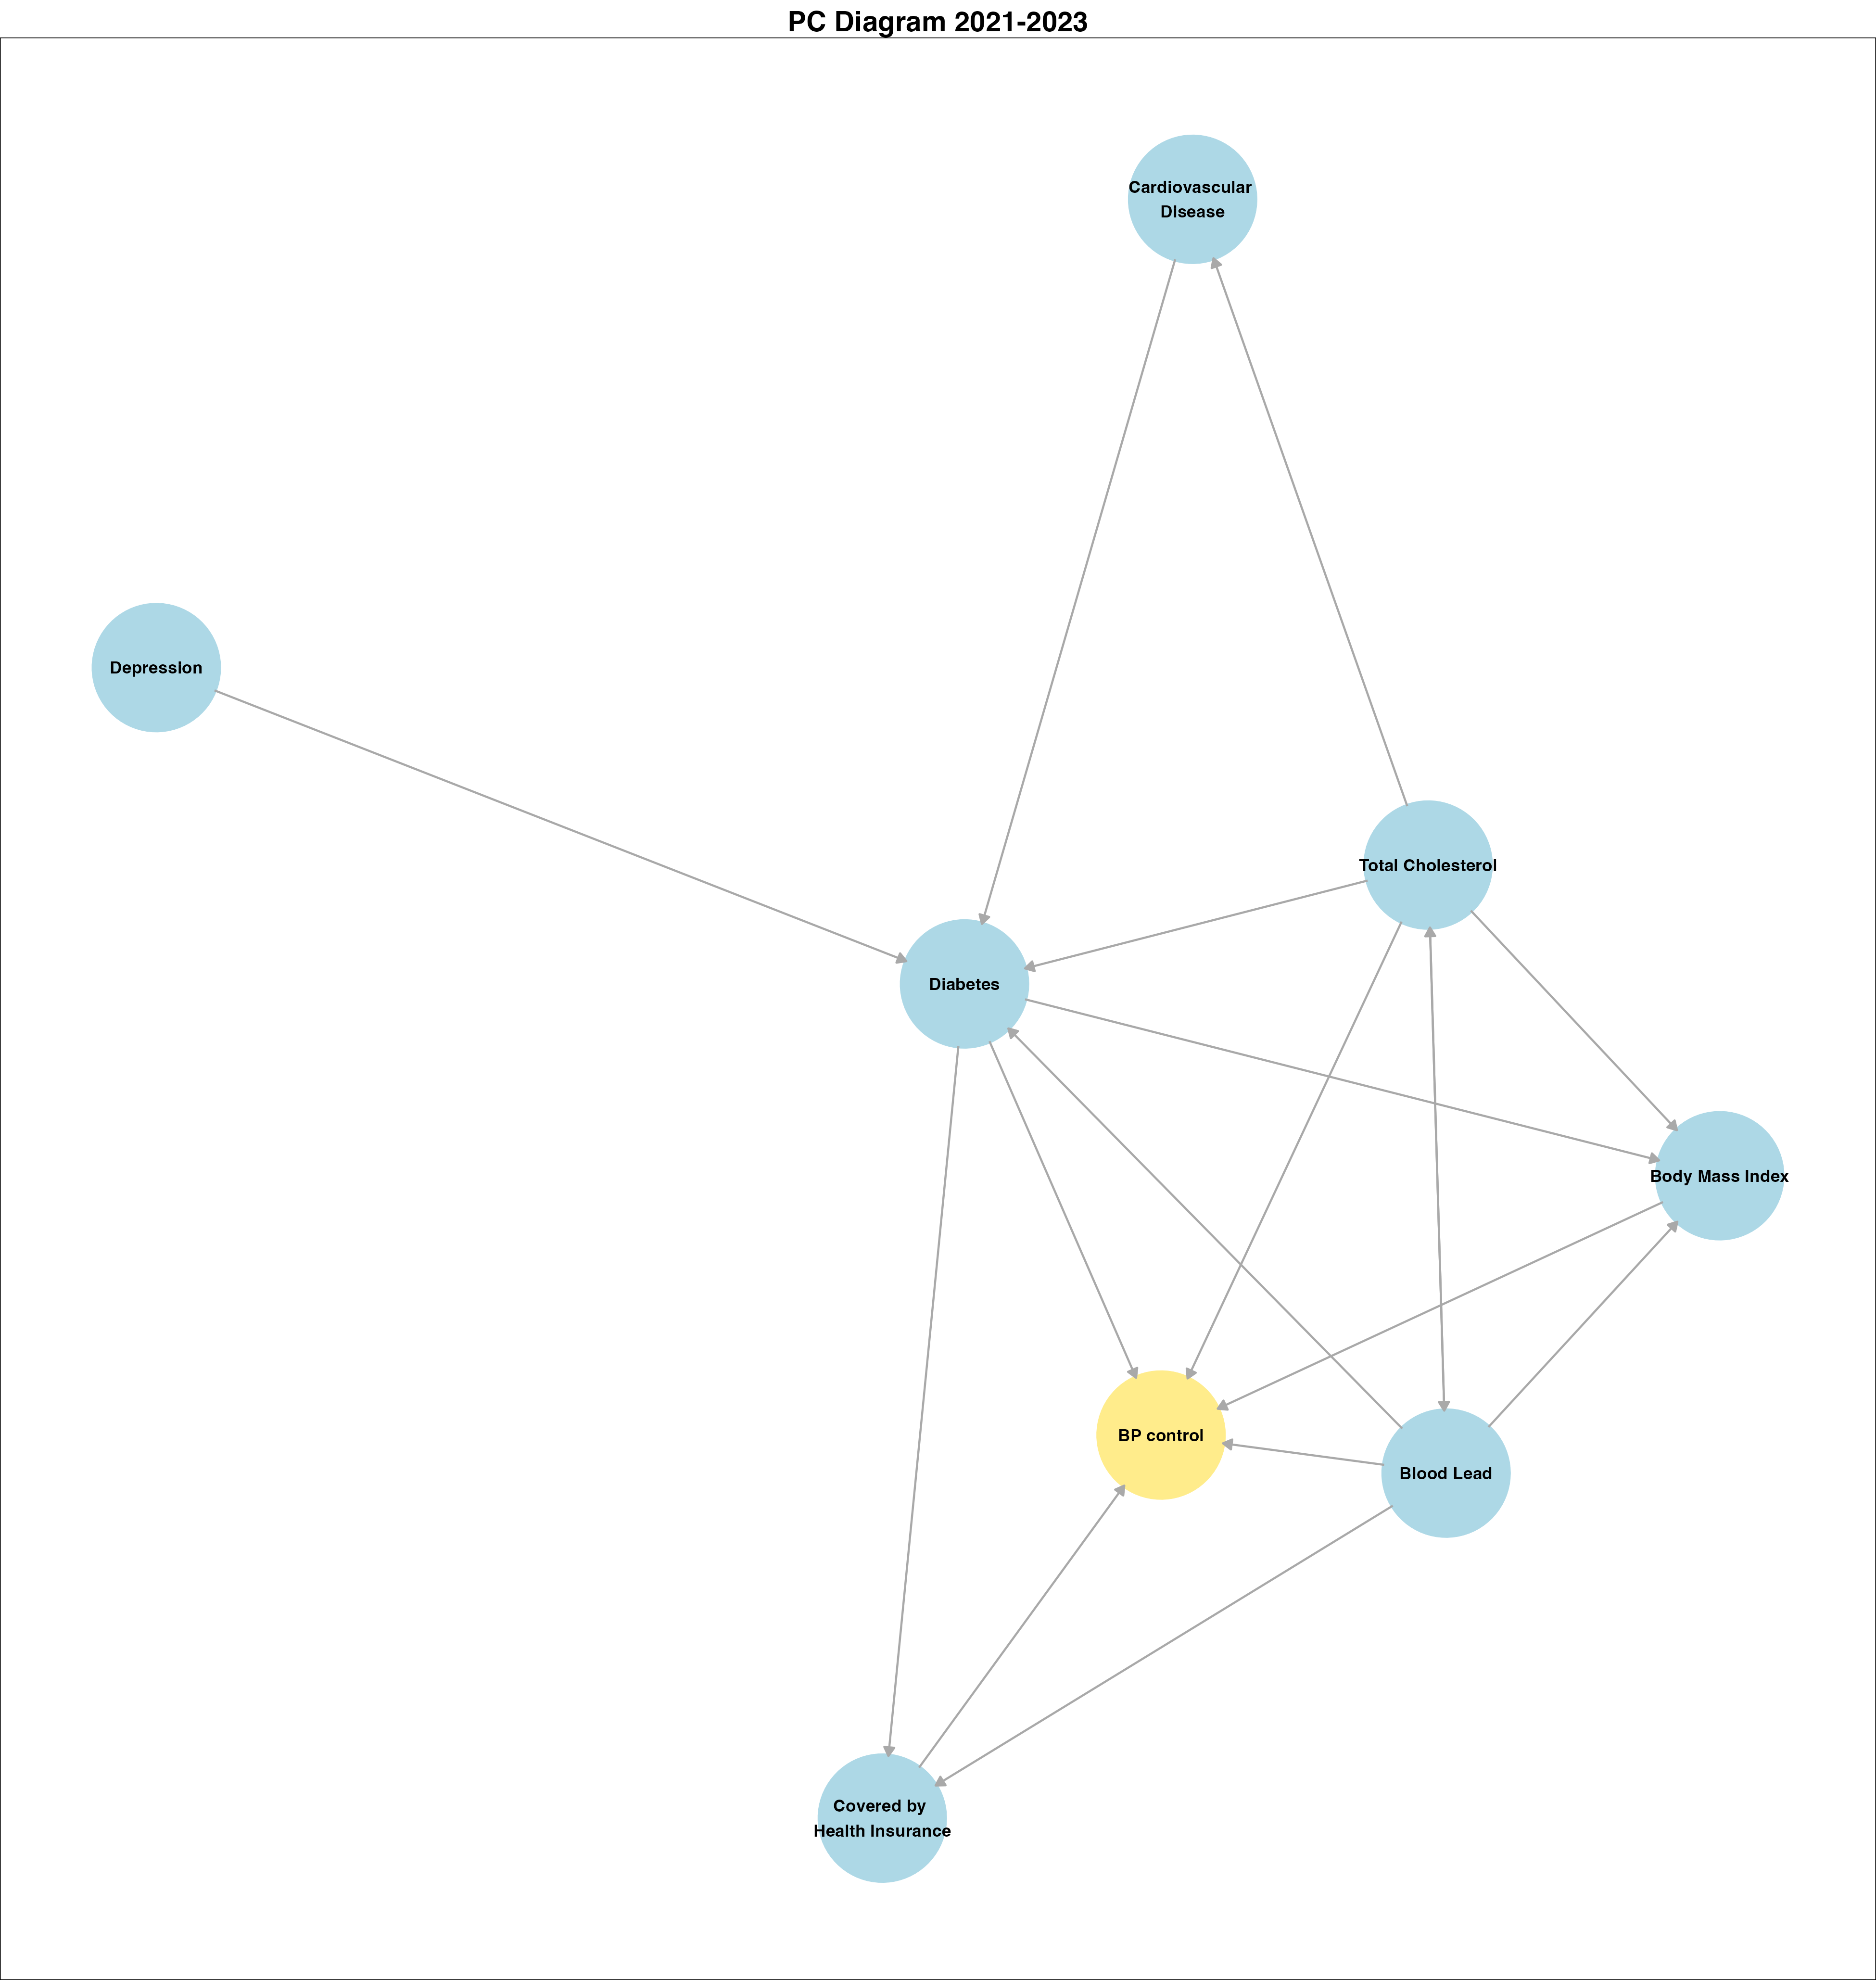 PC Diagram 2021-2023
Cardiovascular
Disease
Depression
Total Cholesterol
Diabetes
Body Mass Index
BP control
Blood Lead
Covered by
Health Insurance